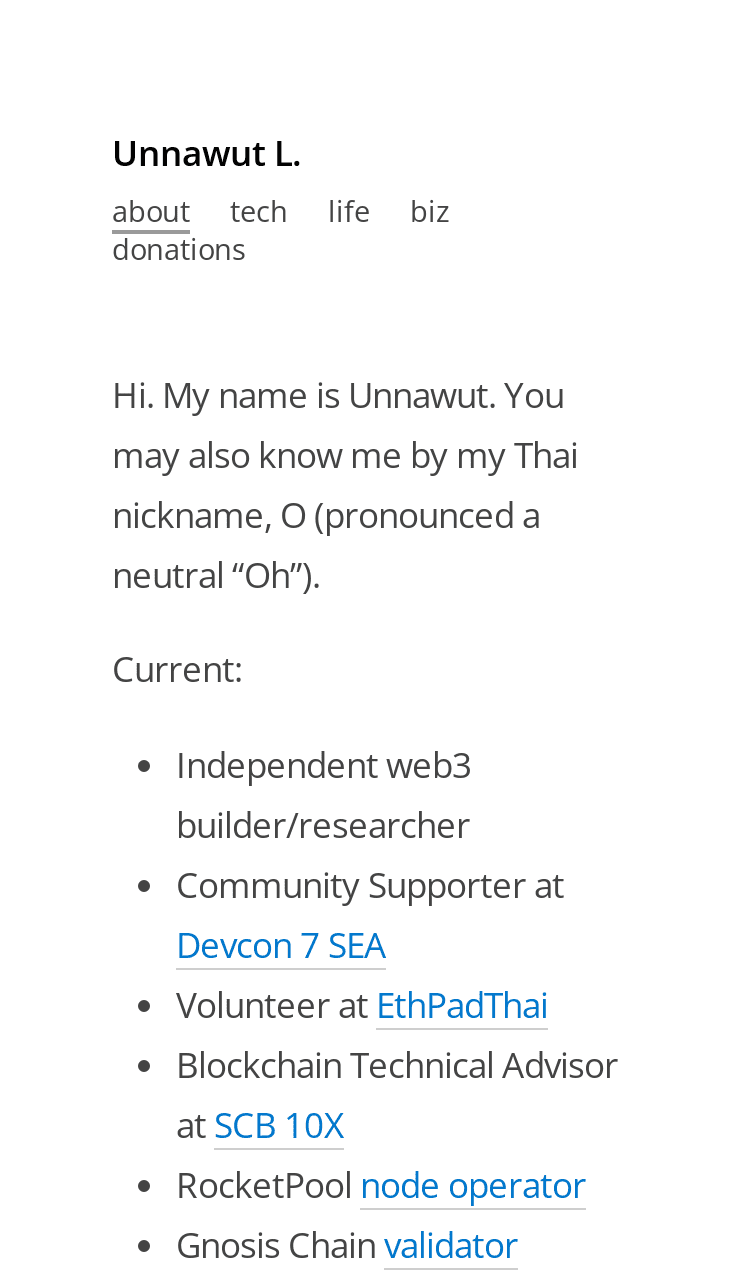 Unnawut L.
about tech life biz
donations
Hi. My name is Unnawut. You
may also know me by my Thai
nickname, O (pronounced a
neutral “Oh”).
Current:
Independent web3
builder/researcher
Community Supporter at
Devcon 7 SEA
Volunteer at EthPadThai
Blockchain Technical Advisor
at SCB 10X
RocketPool node operator
Gnosis Chain validator